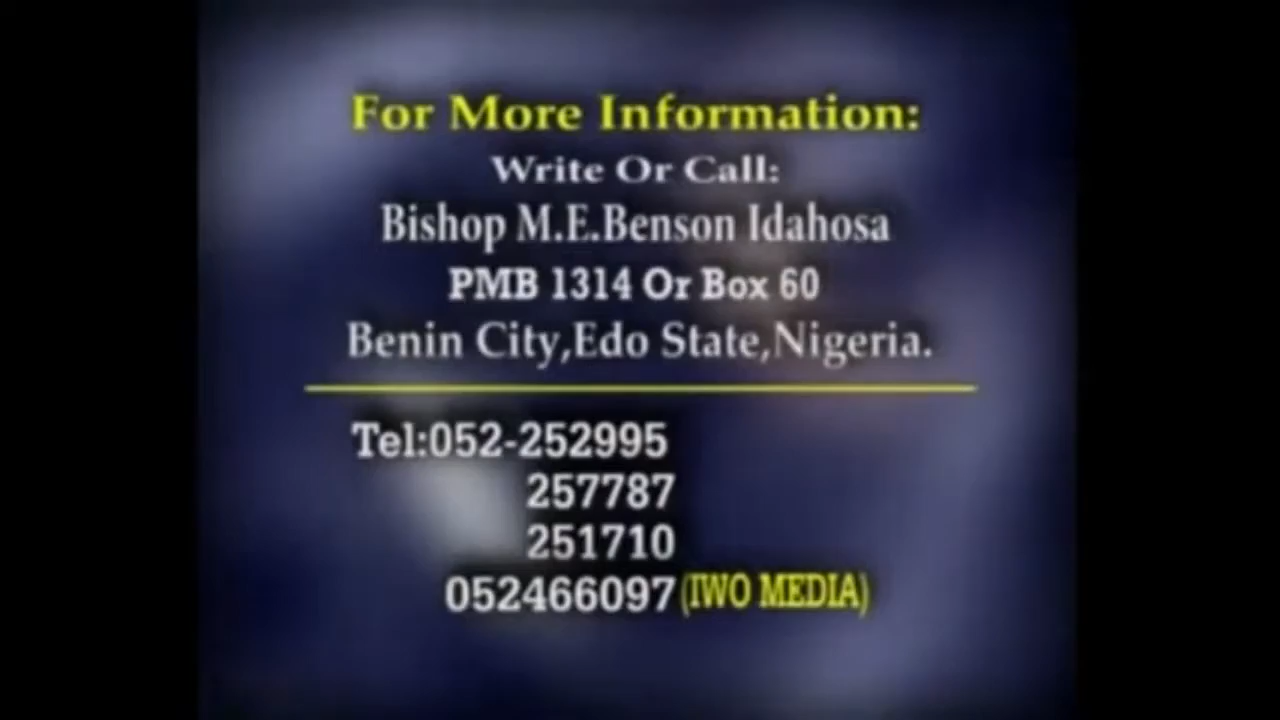 For More Information:
Write Or Call:
Bishop M.E.Benson Idahosa
PMB 1314 Or Box 60
Benin City,Edo State,Nigeria.
Tel:052-252995
257787
251710
052466097(IWO MEDIA)